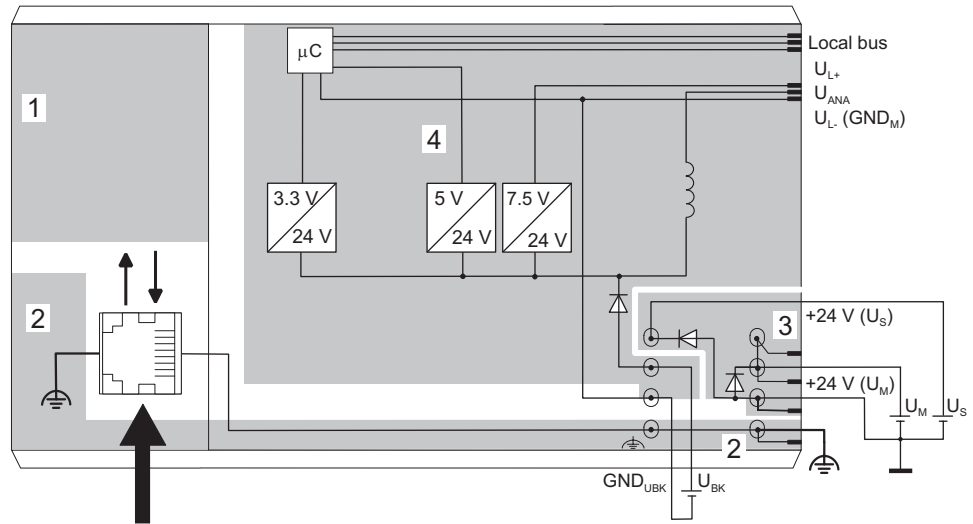 μC
Local bus
U_L+
U_ANA
U_L- (GND_M)
1
4
3.3 V
24 V
5 V
24 V
7.5 V
24 V
2
3
+24 V (U_S)
+24 V (U_M)
U_M
U_S
2
GND_UBK
U_BK